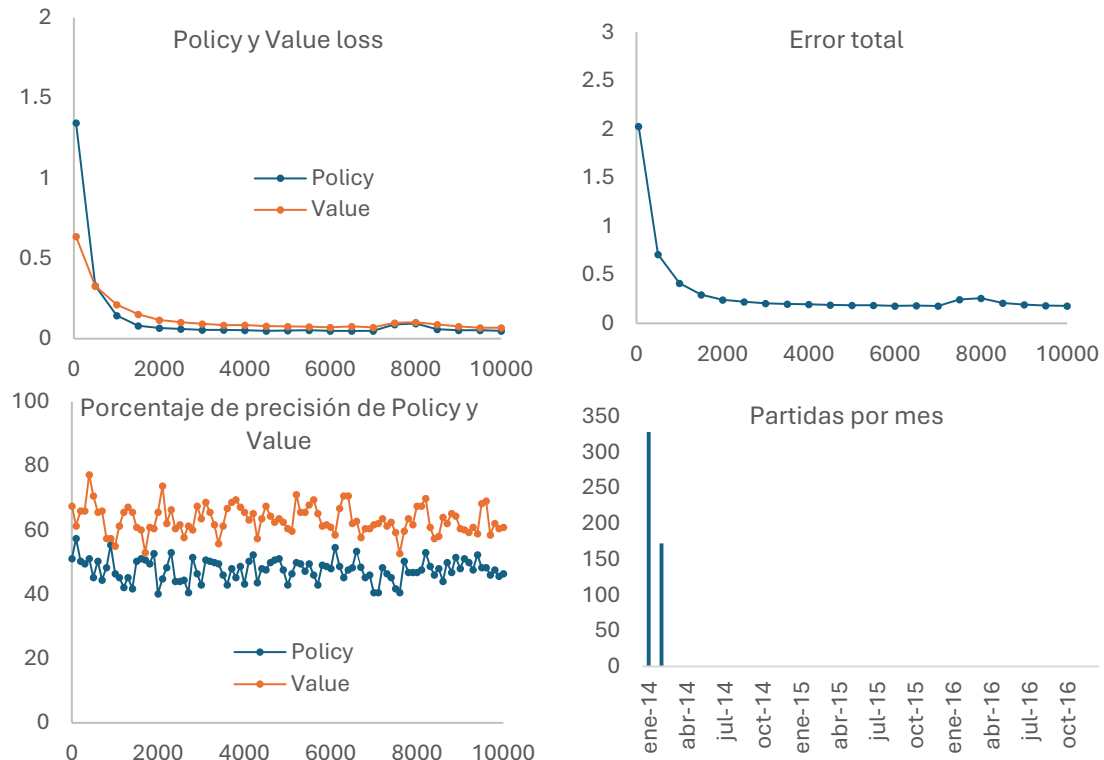 Policy y Value loss
2
1.5
1
0.5
0
Policy
Value
0 2000 4000 6000 8000 10000
Error total
3
2.5
2
1.5
1
0.5
0
0 2000 4000 6000 8000 10000
Porcentaje de precisión de Policy y
Value
100
80
60
40
20
0
Policy
Value
0 2000 4000 6000 8000 10000
Partidas por mes
350
300
250
200
150
100
50
0
ene-14
abr-14
jul-14
oct-14
ene-15
abr-15
jul-15
oct-15
ene-16
abr-16
jul-16
oct-16